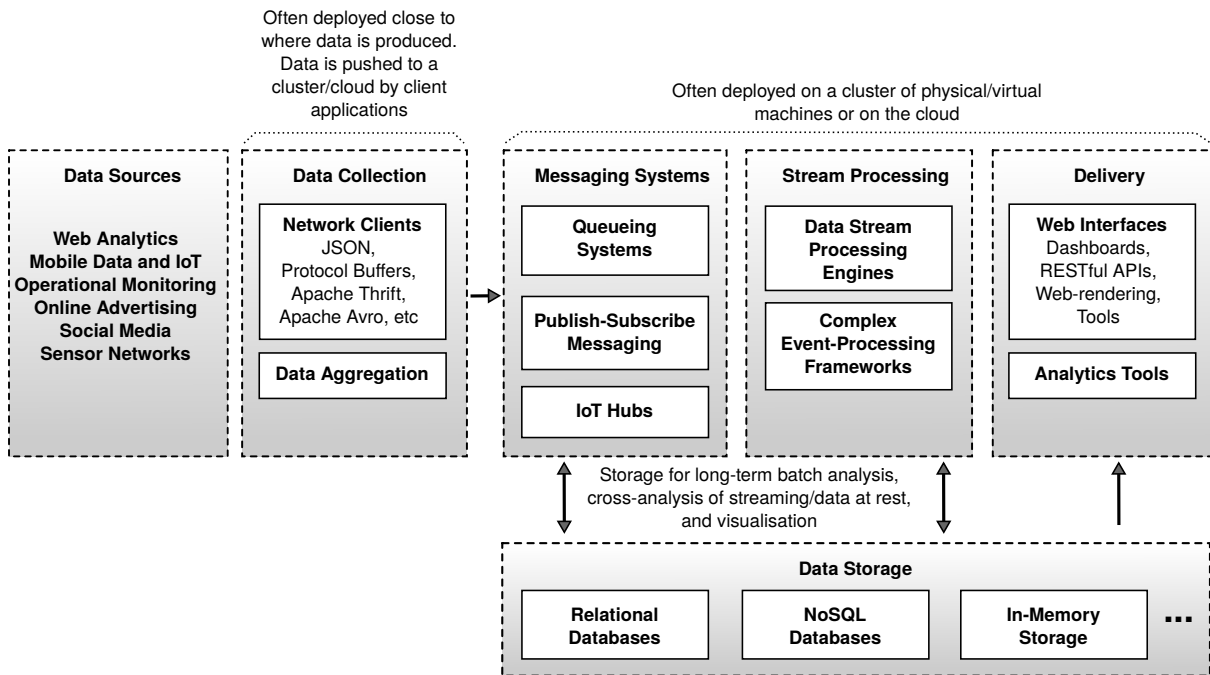 Often deployed close to
where data is produced.
Data is pushed to a
cluster/cloud by client
applications
Often deployed on a cluster of physical/virtual
machines or on the cloud
Data Sources
Web Analytics
Mobile Data and IoT
Operational Monitoring
Online Advertising
Social Media
Sensor Networks
Data Collection
Network Clients
JSON,
Protocol Buffers,
Apache Thrift,
Apache Avro, etc
Data Aggregation
Messaging Systems
Queueing
Systems
Publish-Subscribe
Messaging
IoT Hubs
Stream Processing
Data Stream
Processing
Engines
Complex
Event-Processing
Frameworks
Delivery
Web Interfaces
Dashboards,
RESTful APIs,
Web-rendering,
Tools
Analytics Tools
Storage for long-term batch analysis,
cross-analysis of streaming/data at rest,
and visualisation
Data Storage
Relational
Databases
NoSQL
Databases
In-Memory
Storage
...